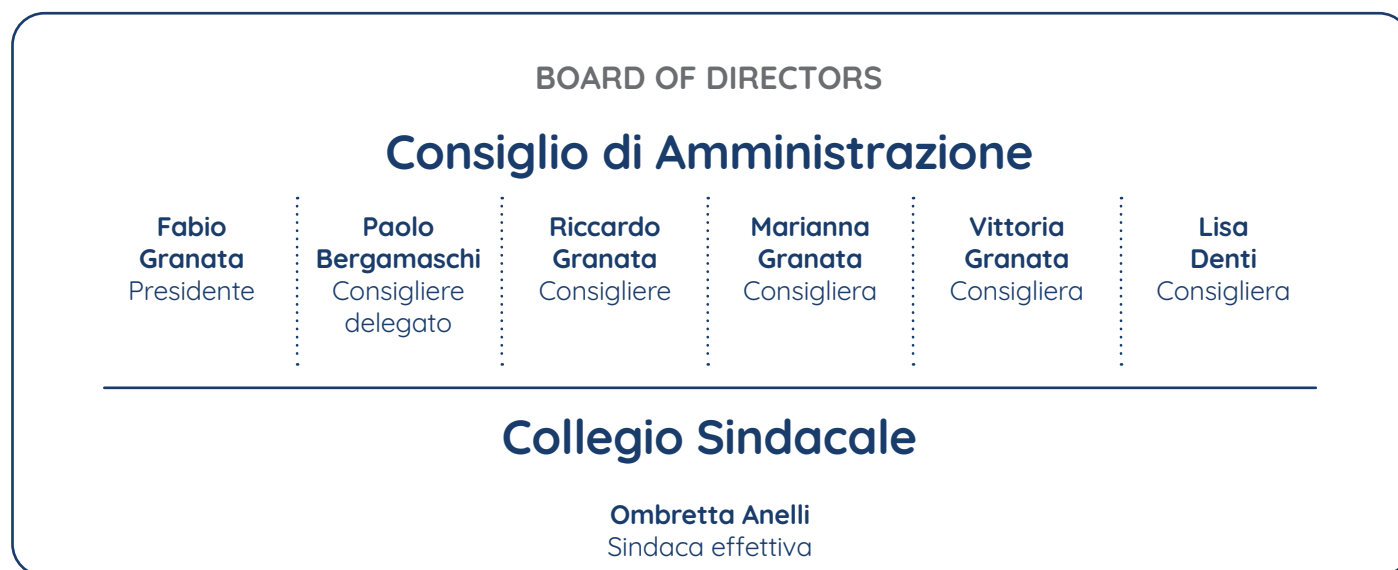 BOARD OF DIRECTORS
Consiglio di Amministrazione
Fabio
Granata
Presidente
Paolo
Bergamaschi
Consigliere
delegato
Riccardo
Granata
Consigliere
Marianna
Granata
Consigliera
Vittoria
Granata
Consigliera
Lisa
Denti
Consigliera
Collegio Sindacale
Ombretta Anelli
Sindaca effettiva